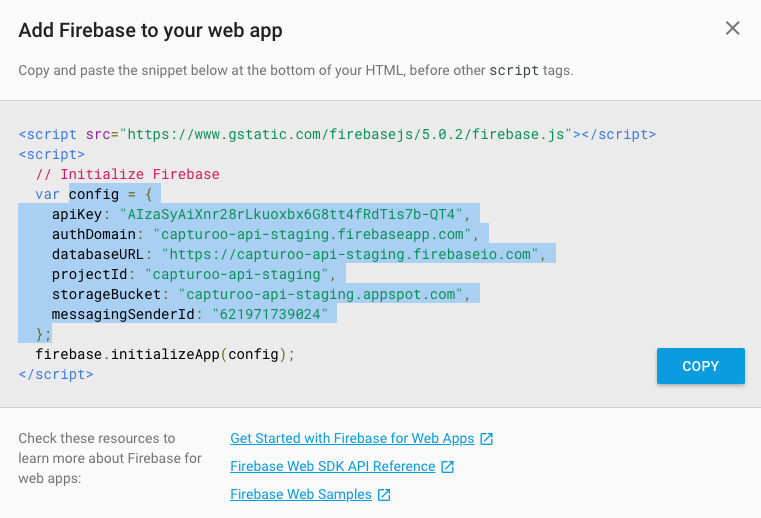 Add Firebase to your web app
Copy and paste the snippet below at the bottom of your HTML, before other script tags.
<script src="https://www.gstatic.com/firebasejs/5.0.2/firebase.js"></script>
<script>
  // Initialize Firebase
  var config = {
    apiKey: "AIzaSyAiXnr28rLkuoxbx6G8tt4fRdTis7b-QT4",
    authDomain: "capturoo-api-staging.firebaseapp.com",
    databaseURL: "https://capturoo-api-staging.firebaseio.com",
    projectId: "capturoo-api-staging",
    storageBucket: "capturoo-api-staging.appspot.com",
    messagingSenderId: "621971739024"
  };
  firebase.initializeApp(config);
</script>
COPY
Check these resources to
learn more about Firebase for
web apps:
Get Started with Firebase for Web Apps
Firebase Web SDK API Reference
Firebase Web Samples